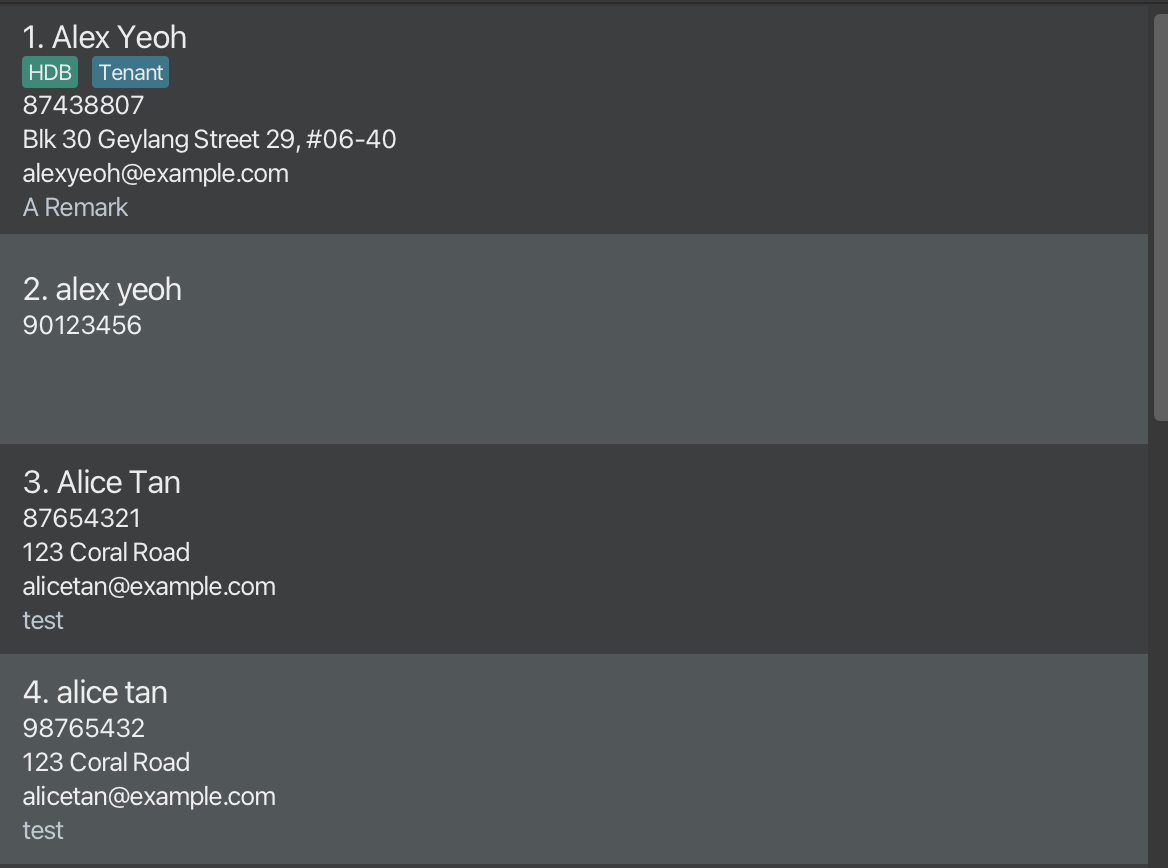 1. Alex Yeoh
HDB Tenant
87438807
Blk 30 Geylang Street 29, #06-40
alexyeoh@example.com
A Remark
2. alex yeoh
90123456
3. Alice Tan
87654321
123 Coral Road
alicetan@example.com
test
4. alice tan
98765432
123 Coral Road
alicetan@example.com
test